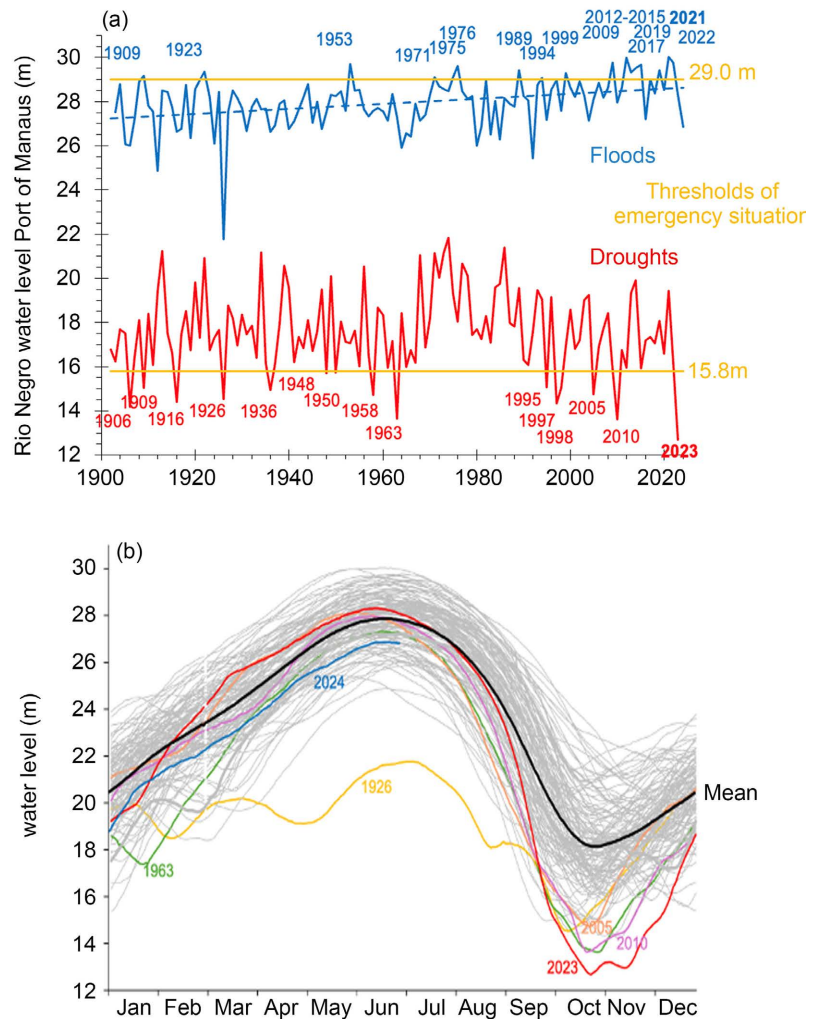 (a)
2012-2015 2021
1909 1923 1953 1976 1989 1999 2009 2019 2022
1971 1975 1994 2017
Rio Negro water level Port of Manaus (m)
30
28
26
24
22
20
18
16
14
12
29.0 m
Floods
Thresholds of
emergency situation
Droughts
15.8m
1906 1909 1916 1926 1936 1948 1950 1958 1963 1995 1997 1998 2005 2010 2023
1900 1920 1940 1960 1980 2000 2020
(b)
water level (m)
30
28
26
24
22
20
18
16
14
12
2024
1926
Mean
1963
2005
2010
2023
Jan Feb Mar Apr May Jun Jul Aug Sep Oct Nov Dec